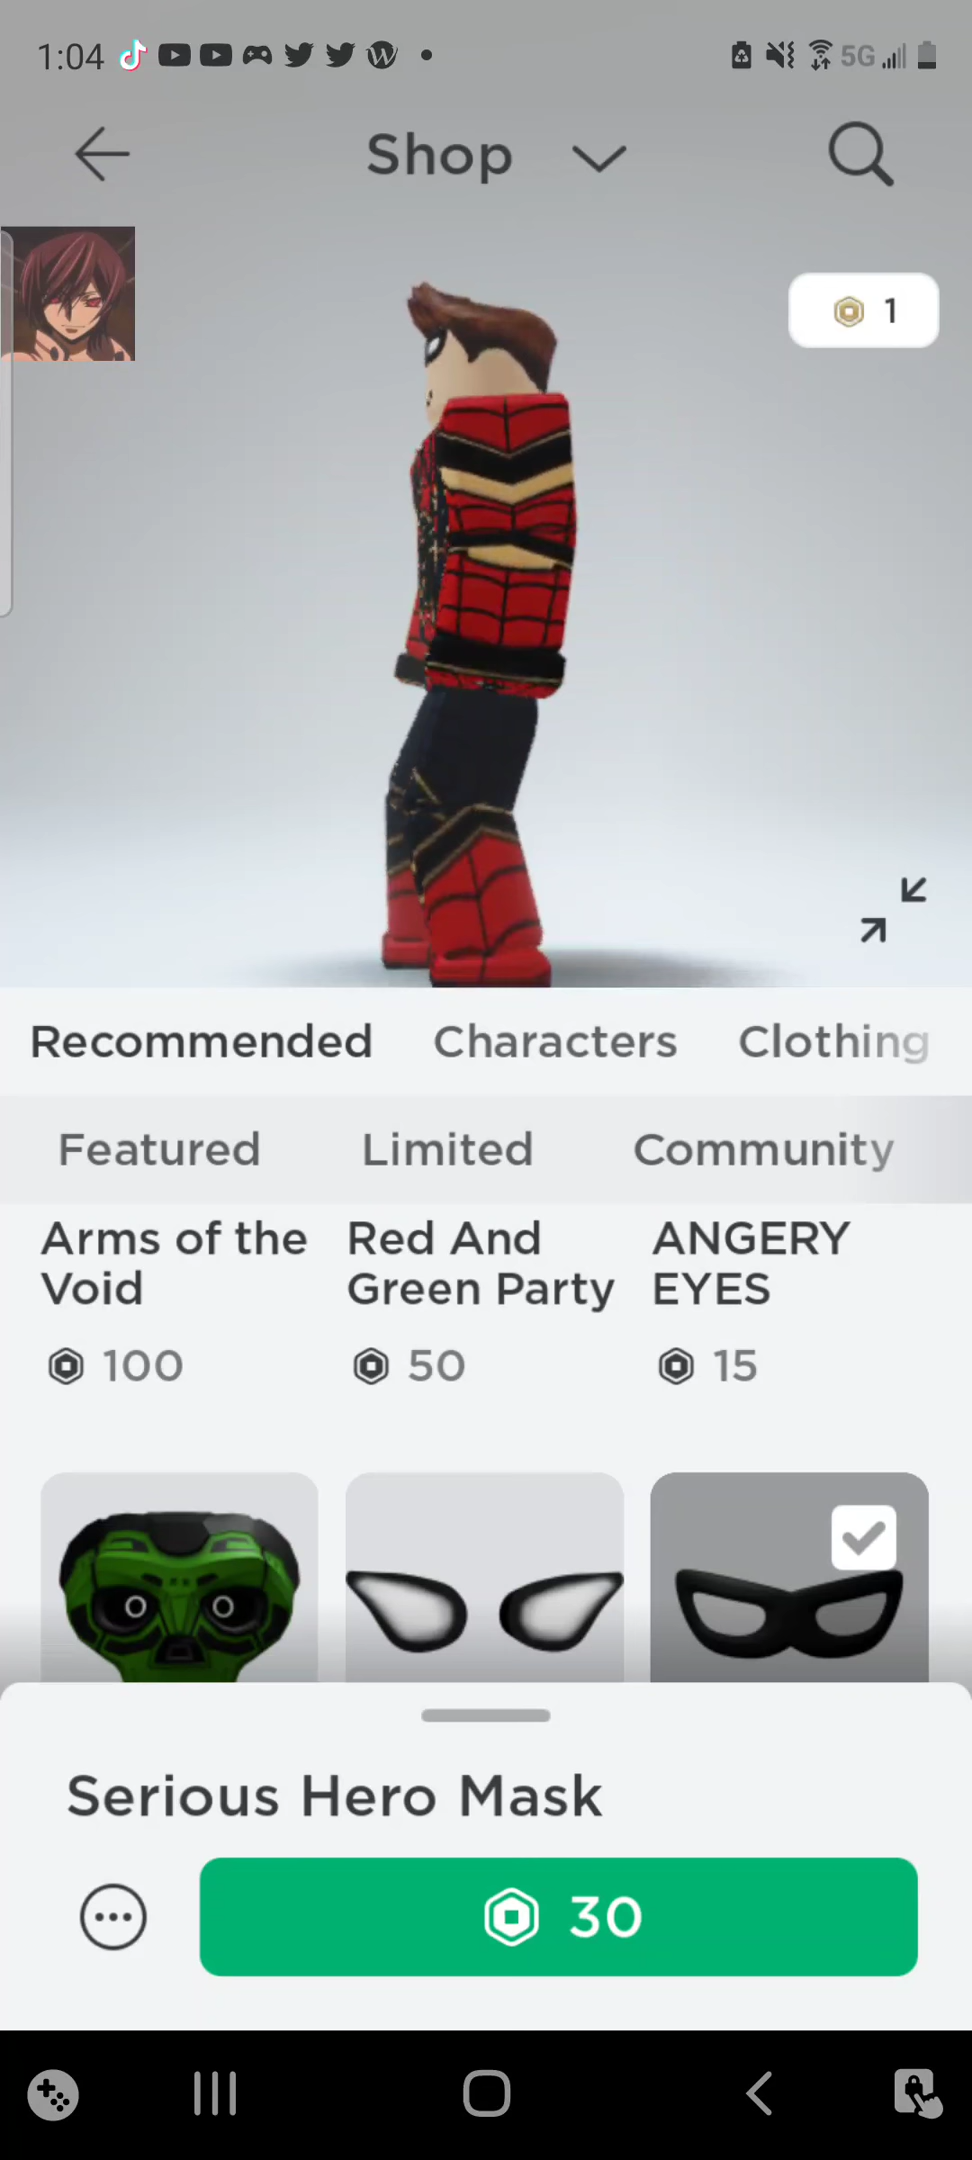 1:04
5G
Shop
1
Recommended Characters Clothing
Featured Limited Community
Arms of the
Void
Red And
Green Party
ANGERY
EYES
100
50
15
Serious Hero Mask
30